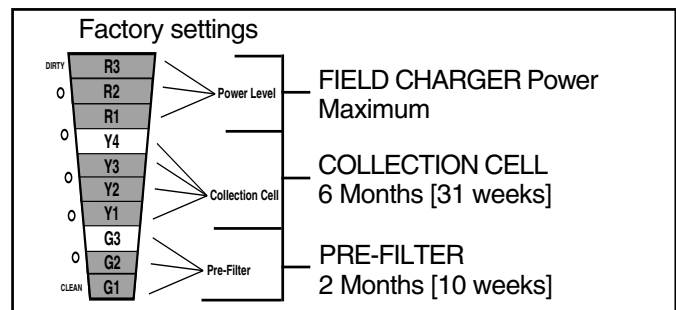 Factory settings
DIRTY
R3
R2
R1
Y4
Y3
Y2
Y1
G3
G2
G1
CLEAN
Power Level
Collection Cell
Pre-Filter
FIELD CHARGER Power
Maximum
COLLECTION CELL
6 Months [31 weeks]
PRE-FILTER
2 Months [10 weeks]